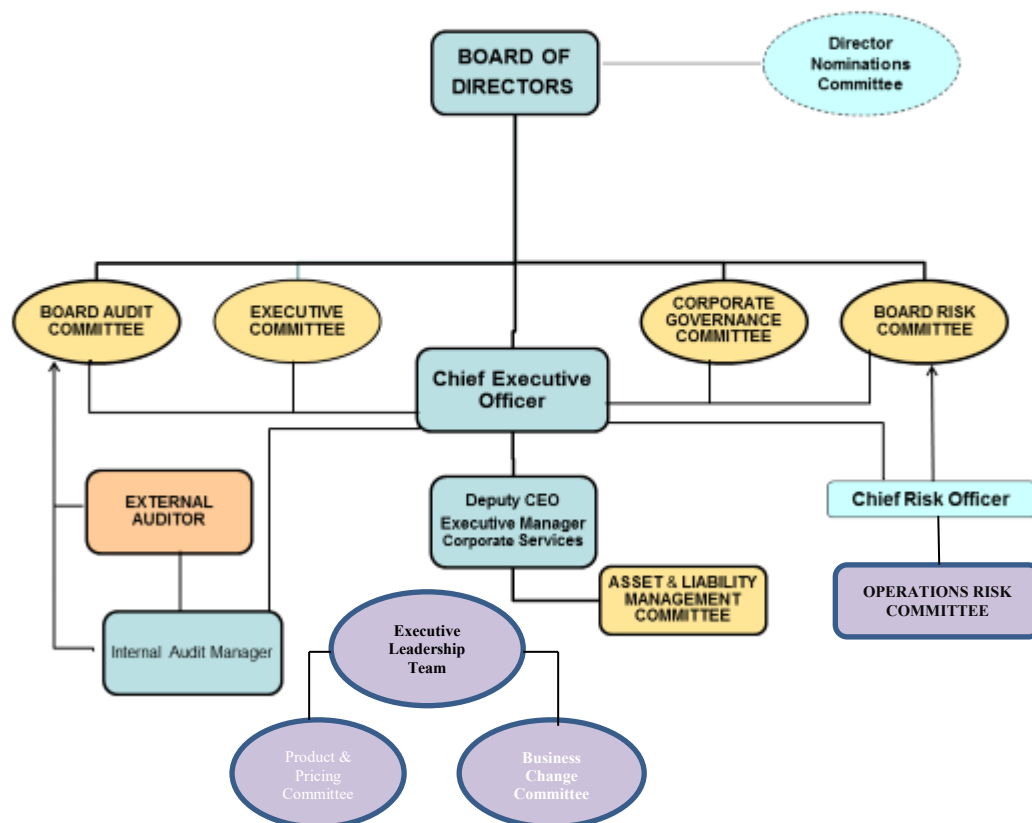 BOARD OF
DIRECTORS
Director
Nominations
Committee
BOARD AUDIT
COMMITTEE
EXECUTIVE
COMMITTEE
CORPORATE
GOVERNANCE
COMMITTEE
BOARD RISK
COMMITTEE
Chief Executive
Officer
EXTERNAL
AUDITOR
Deputy CEO
Executive Manager
Corporate Services
Chief Risk Officer
ASSET & LIABILITY
MANAGEMENT
COMMITTEE
OPERATIONS RISK
COMMITTEE
Internal Audit Manager
Executive
Leadership
Team
Product &
Pricing
Committee
Business
Change
Committee